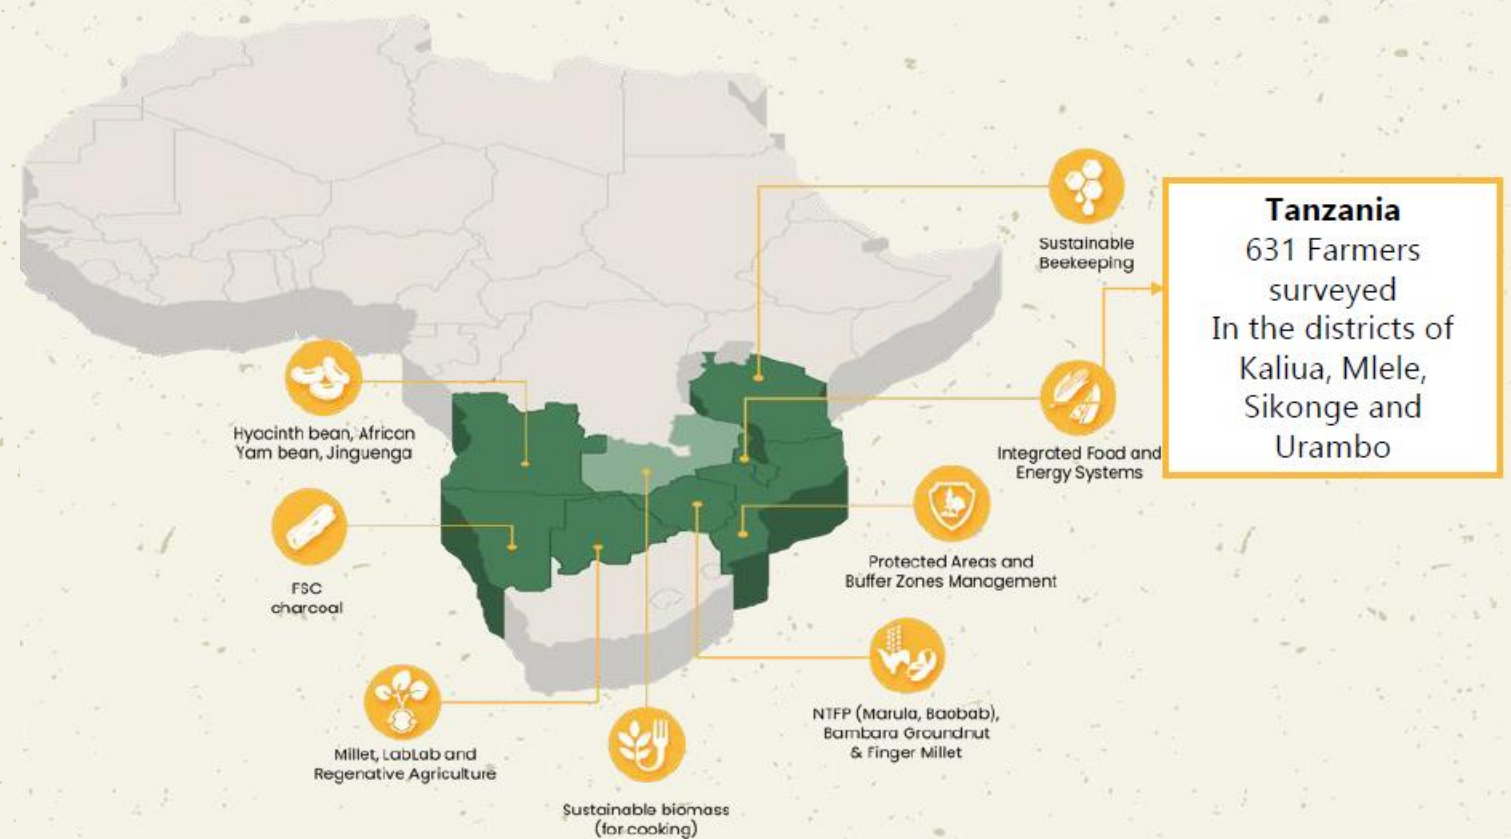 Sustainable
Beekeeping
Tanzania
631 Farmers
surveyed
In the districts of
Kaliua, Mlele,
Sikonge and
Urambo
Hyacinth bean, African
Yam bean, Jinguenga
Integrated Food and
Energy Systems
FSC
charcoal
Protected Areas and
Buffer Zones Management
Millet, LabLab and
Regenative Agriculture
NTFP (Marula, Baobab),
Bambara Groundnut
& Finger Millet
Sustainable biomass
(for cooking)